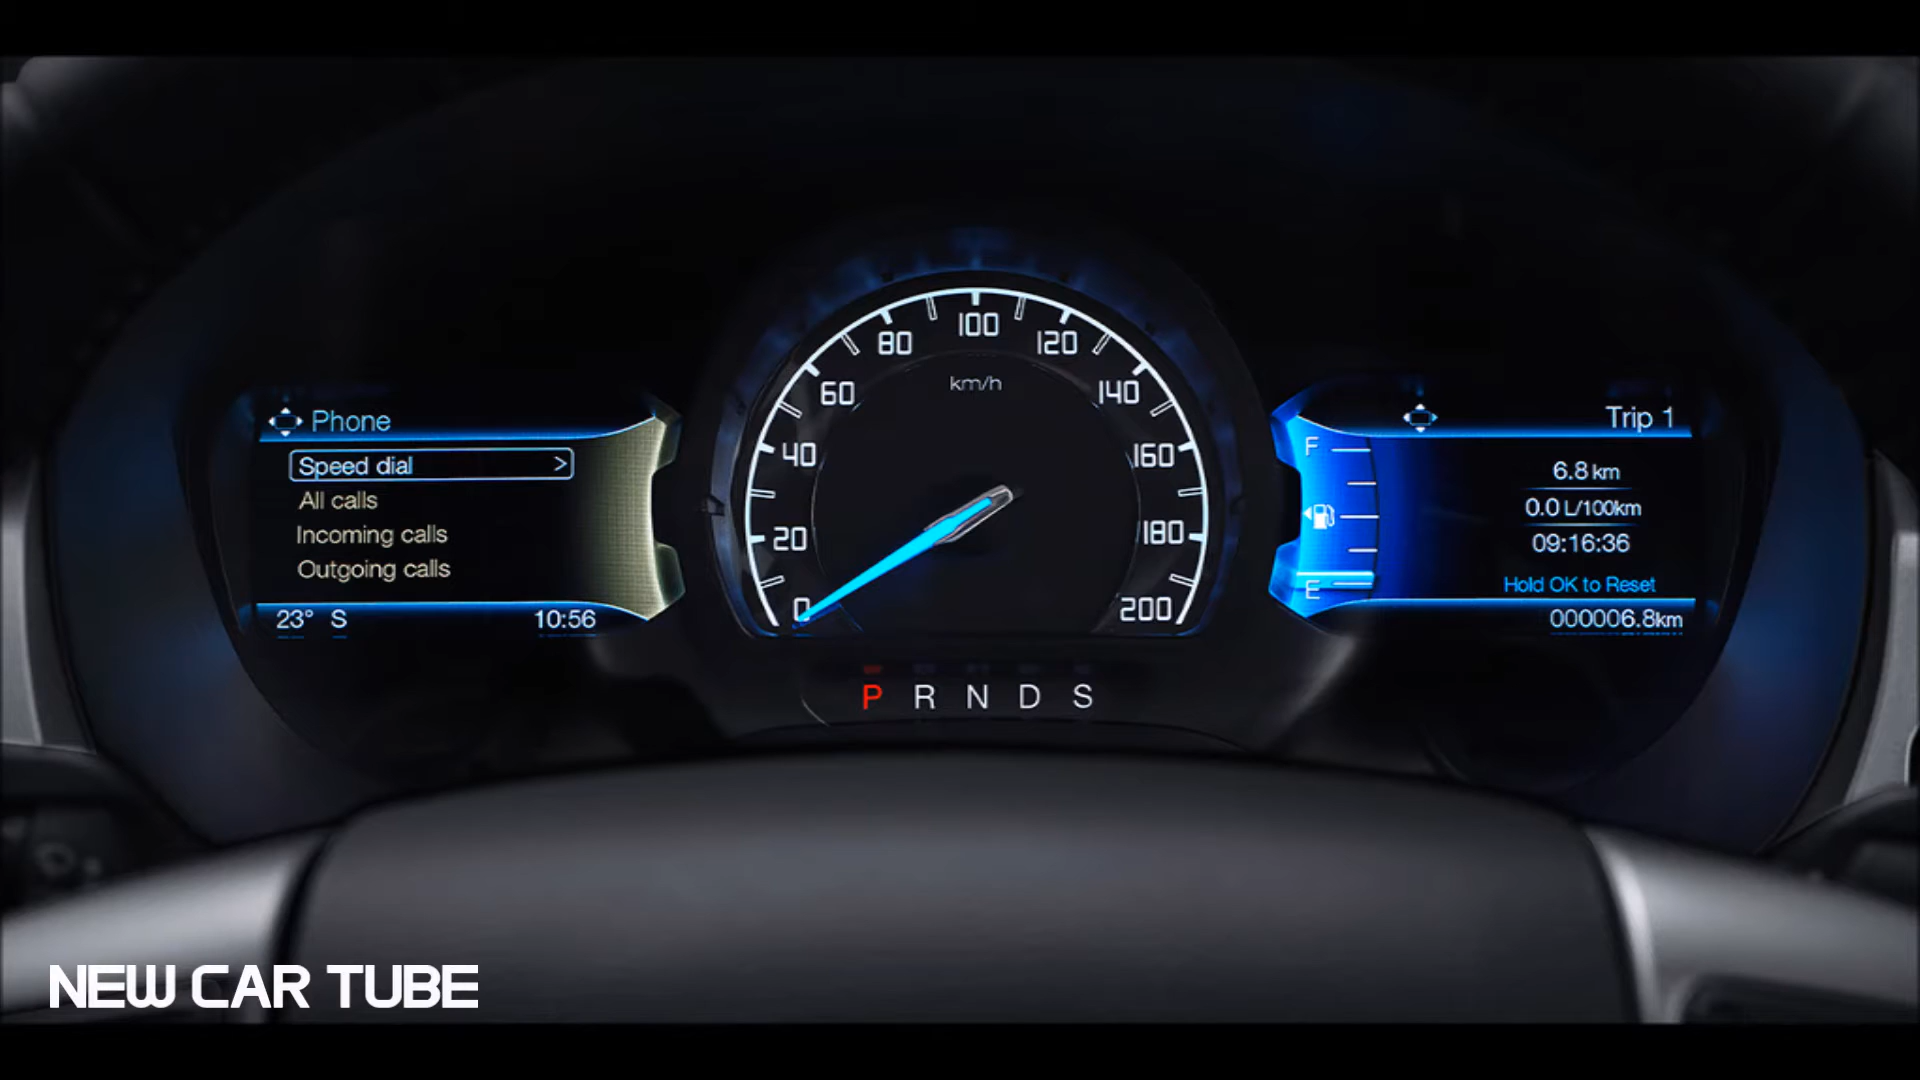 Phone
Speed dial >
All calls
Incoming calls
Outgoing calls
23° S 10:56
0
20
40
60
80
100
120
140
160
180
200
km/h
P R N D S
Trip 1
F
E
6.8 km
0.0 L/100km
09:16:36
Hold OK to Reset
000006.8km
NEW CAR TUBE